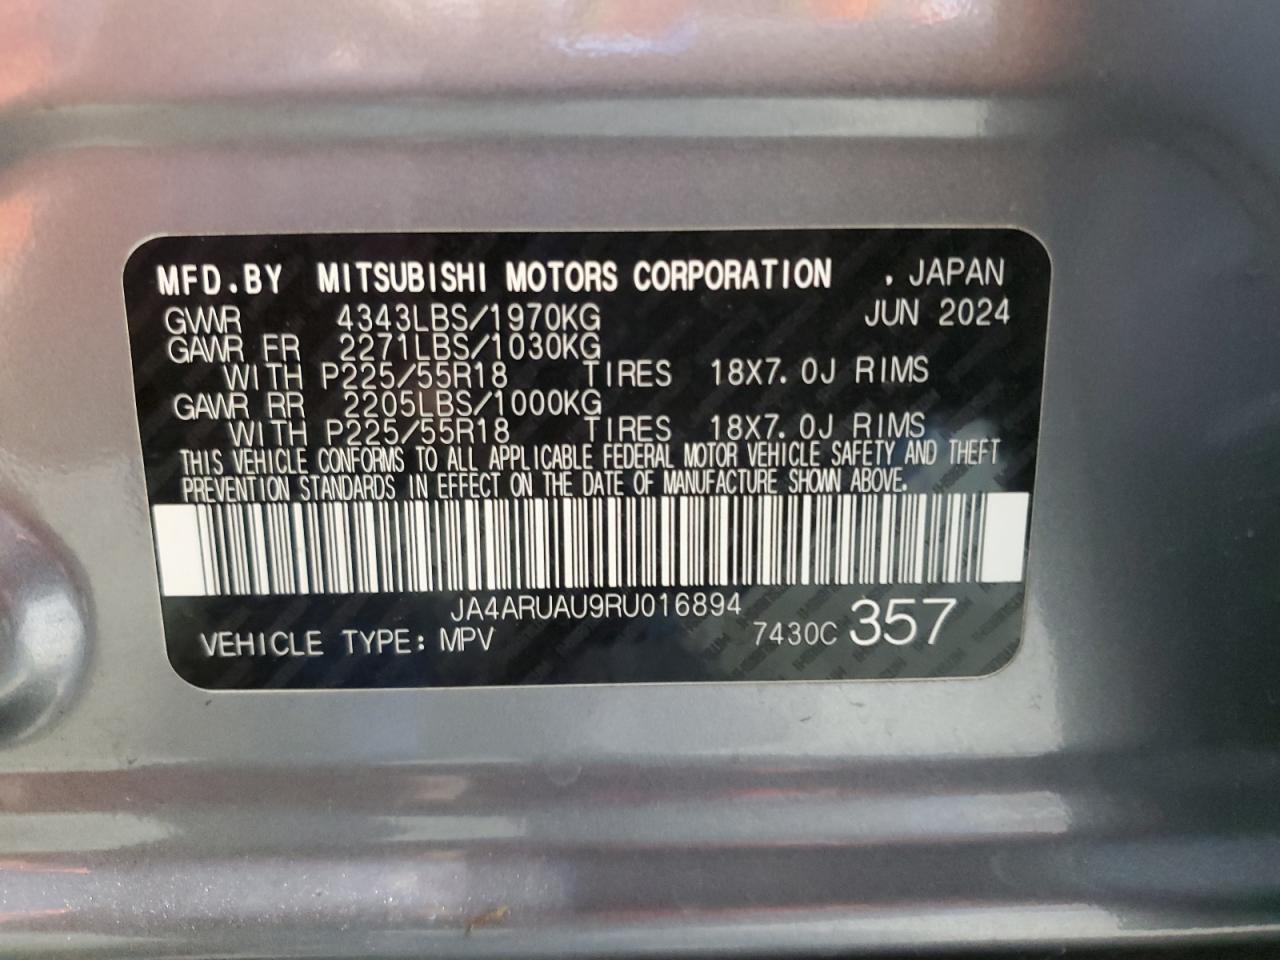 MFD.BY MITSUBISHI MOTORS CORPORATION . JAPAN
GVWR 4343LBS/1970KG JUN 2024
GAWR FR 2271LBS/1030KG
WITH P225/55R18 TIRES 18X7.0J RIMS
GAWR RR 2205LBS/1000KG
WITH P225/55R18 TIRES 18X7.0J RIMS
THIS VEHICLE CONFORMS TO ALL APPLICABLE FEDERAL MOTOR VEHICLE SAFETY AND THEFT
PREVENTION STANDARDS IN EFFECT ON THE DATE OF MANUFACTURE SHOWN ABOVE.
JA4ARUAU9RU016894
VEHICLE TYPE: MPV 7430C 357